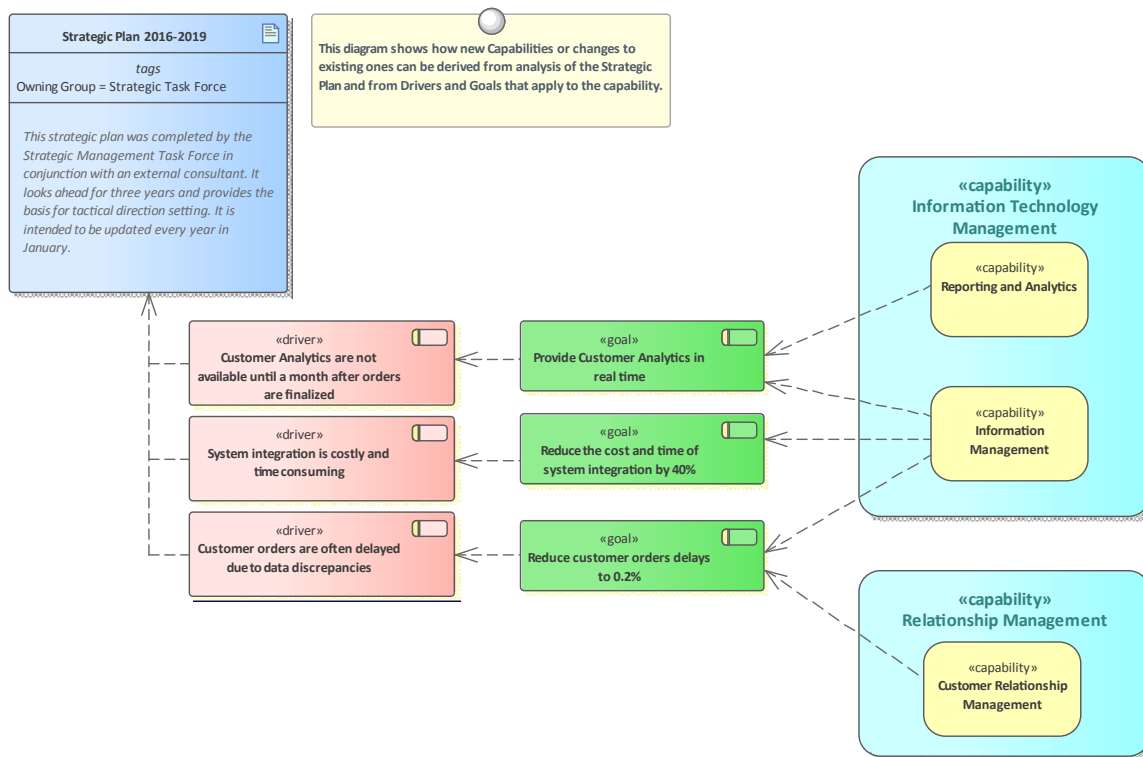 Strategic Plan 2016-2019
tags
Owning Group = Strategic Task Force
This strategic plan was completed by the
Strategic Management Task Force in
conjunction with an external consultant. It
looks ahead for three years and provides the
basis for tactical direction setting. It is
intended to be updated every year in
January.
This diagram shows how new Capabilities or changes to
existing ones can be derived from analysis of the Strategic
Plan and from Drivers and Goals that apply to the capability.
«driver»
Customer Analytics are not
available until a month after orders
are finalized
«driver»
System integration is costly and
time consuming
«driver»
Customer orders are often delayed
due to data discrepancies
«goal»
Provide Customer Analytics in
real time
«goal»
Reduce the cost and time of
system integration by 40%
«goal»
Reduce customer orders delays
to 0.2%
«capability»
Information Technology
Management
«capability»
Reporting and Analytics
«capability»
Information
Management
«capability»
Relationship Management
«capability»
Customer Relationship
Management